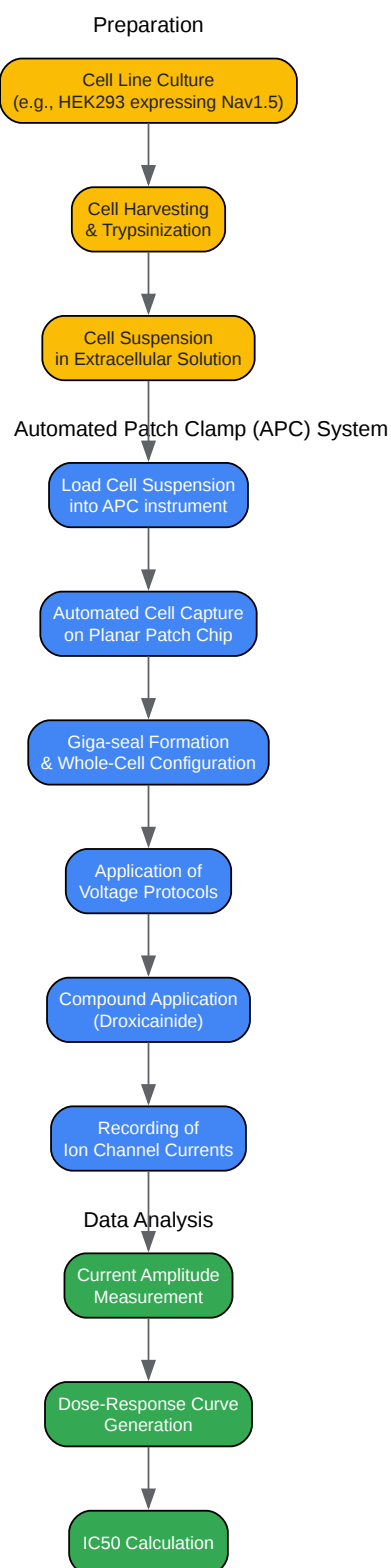 Preparation
Cell Line Culture
(e.g., HEK293 expressing Nav1.5)
Cell Harvesting
& Trypsinization
Cell Suspension
in Extracellular Solution
Automated Patch Clamp (APC) System
Load Cell Suspension
into APC instrument
Automated Cell Capture
on Planar Patch Chip
Giga-seal Formation
& Whole-Cell Configuration
Application of
Voltage Protocols
Compound Application
(Droxicainide)
Recording of
Ion Channel Currents
Data Analysis
Current Amplitude
Measurement
Dose-Response Curve
Generation
IC50 Calculation